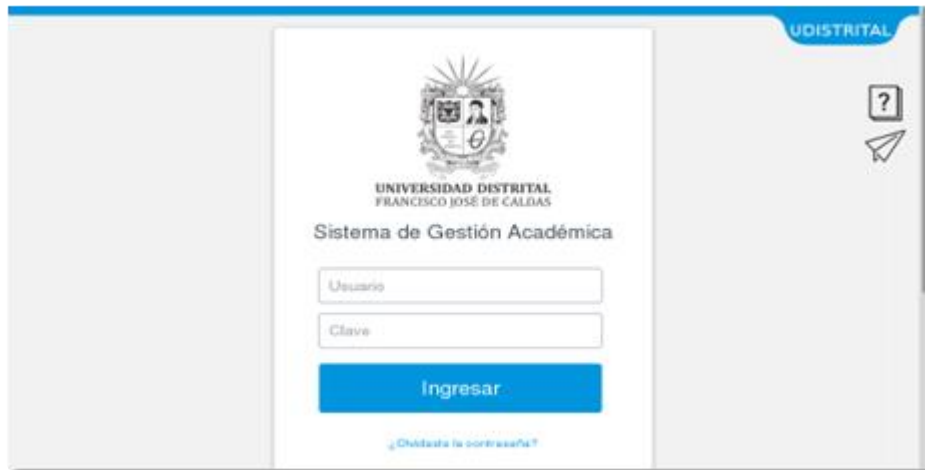 UDISTRITAL
?
UNIVERSIDAD DISTRITAL
FRANCISCO JOSÉ DE CALDAS
Sistema de Gestión Académica
Usuario
Clave
Ingresar
¿Olvidaste la contraseña?